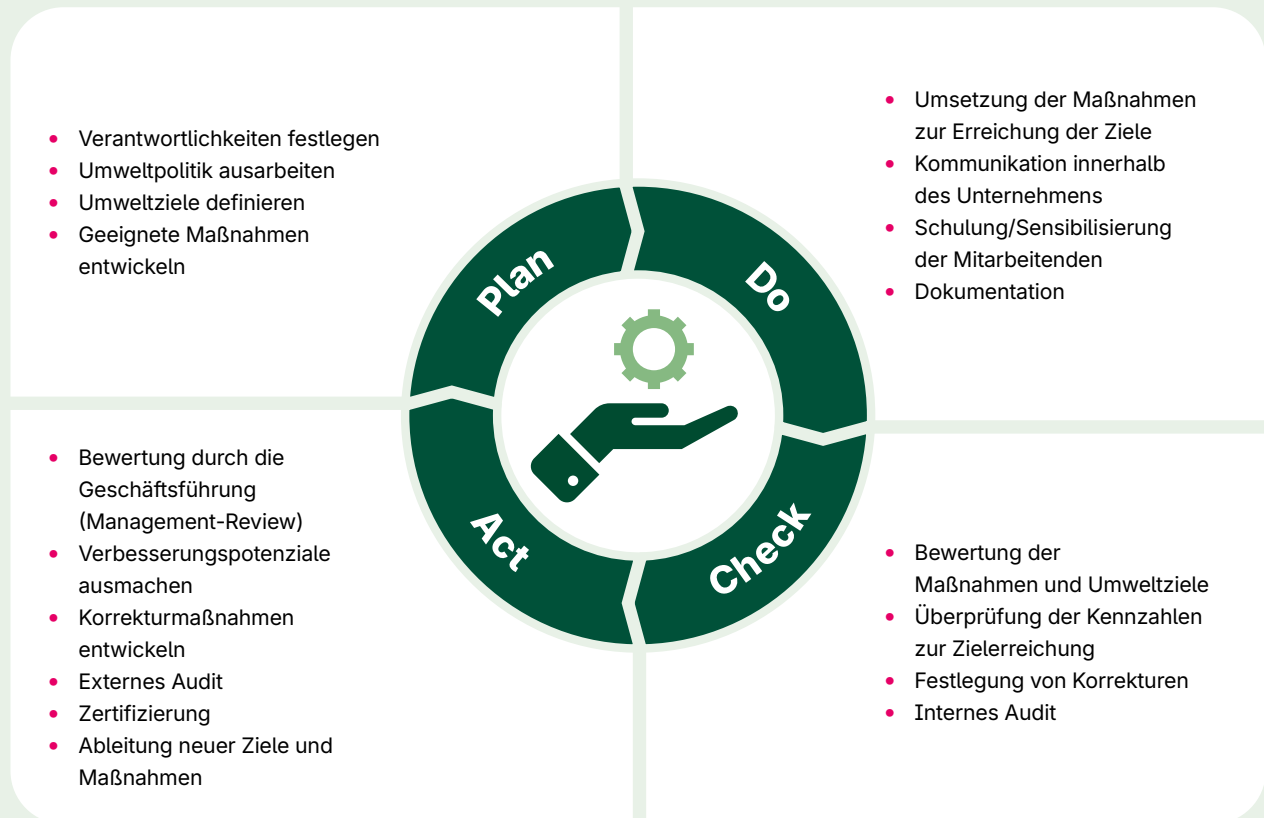 • Verantwortlichkeiten festlegen
• Umweltpolitik ausarbeiten
• Umweltziele definieren
• Geeignete Maßnahmen
entwickeln
Plan
Do
• Umsetzung der Maßnahmen
zur Erreichung der Ziele
• Kommunikation innerhalb
des Unternehmens
• Schulung/Sensibilisierung
der Mitarbeitenden
• Dokumentation
Check
• Bewertung der
Maßnahmen und Umweltziele
• Überprüfung der Kennzahlen
zur Zielerreichung
• Festlegung von Korrekturen
• Internes Audit
Act
• Bewertung durch die
Geschäftsführung
(Management-Review)
• Verbesserungspotenziale
ausmachen
• Korrekturmaßnahmen
entwickeln
• Externes Audit
• Zertifizierung
• Ableitung neuer Ziele und
Maßnahmen